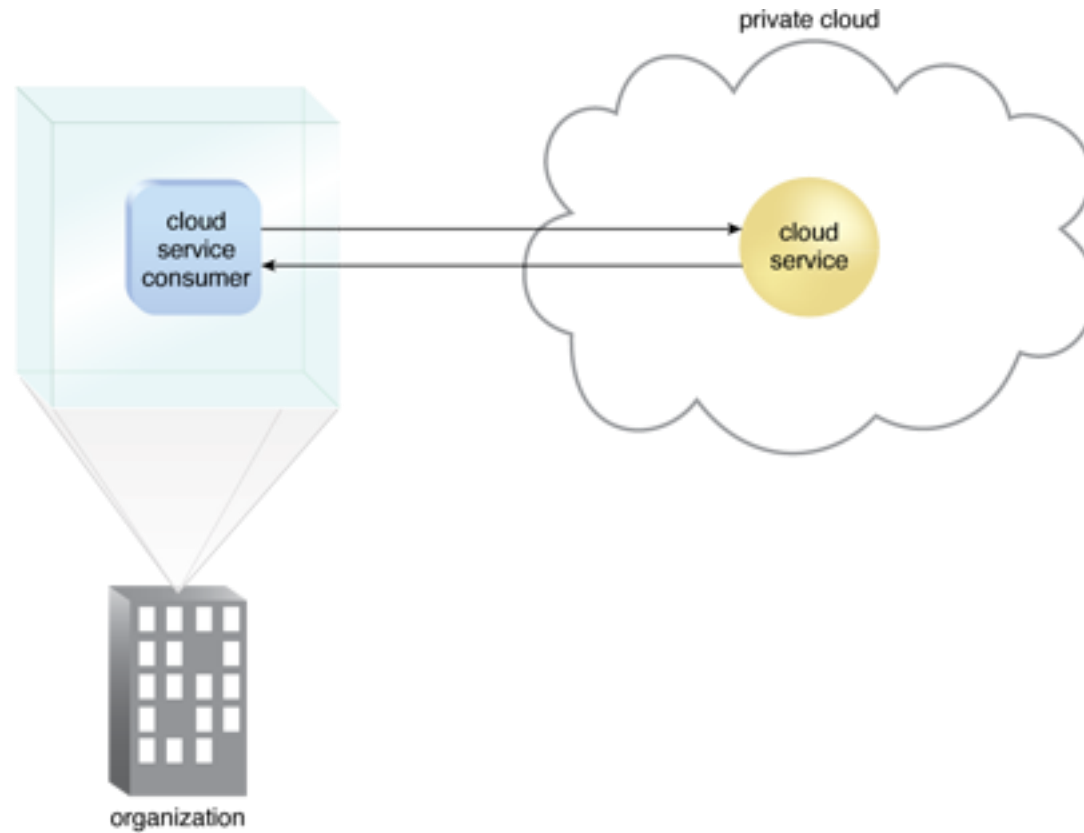 private cloud
cloud
service
consumer
cloud
service
organization